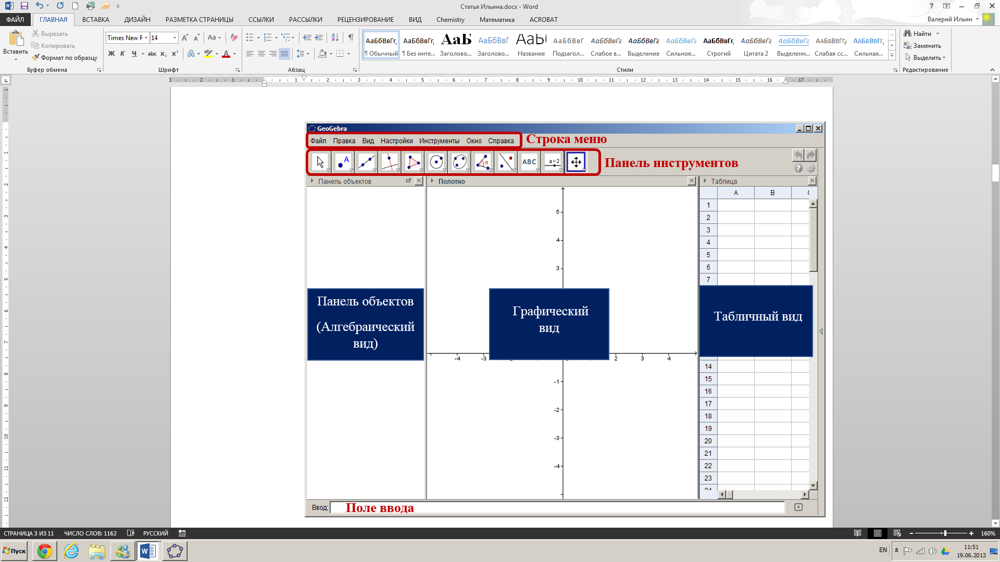 Статья Ильина.docx - Word
ФАЙЛ ГЛАВНАЯ ВСТАВКА ДИЗАЙН РАЗМЕТКА СТРАНИЦЫ ССЫЛКИ РАССЫЛКИ РЕЦЕНЗИРОВАНИЕ ВИД Chemistry Математика ACROBAT Валерий Ильин
Вставить
Вырезать
Копировать
Формат по образцу
Буфер обмена
Times New F 14
Aa
Ж К Ч abc x₂ x²
Шрифт
Абзац
АаБбВвГг, АаБбВвГг, АаБ АаБбВвГ АаЫ АаБбВвГ АаБбВвГг АаБбВвГг АаБбВвГг АаБбВвГг, АаБбВвГг АаБбВвГг ААБбВвГг ААБбВвГг,
¶ Обычный ¶ Без инте... Заголово... Заголово... Название Подзагол... Слабое в... Выделение Сильное... Строгий Цитата 2 Выделенн... Слабая сс... Сильная...
Стили
Найти
Заменить
Выделить
Редактирование
3 2 1 1 2 3 4 5 6 7 8 9 10 11 12 13 14 15 16 17
GeoGebra
Файл Правка Вид Настройки Инструменты Окно Справка
Строка меню
A α ABC a=2
Панель инструментов
Панель объектов
Полотно
Таблица
A B
1
2
3
4
5
6
7
14
15
16
17
18
19
20
21
22
23
24
5
4
3
-4 -3 2 3 4
-1
-2
-3
-4
Панель объектов
(Алгебраический
вид)
Графический
вид
Табличный вид
Ввод:
Поле ввода
СТРАНИЦА 3 ИЗ 11 ЧИСЛО СЛОВ: 1162 РУССКИЙ 160%
Пуск
EN
11:51
19.06.2013